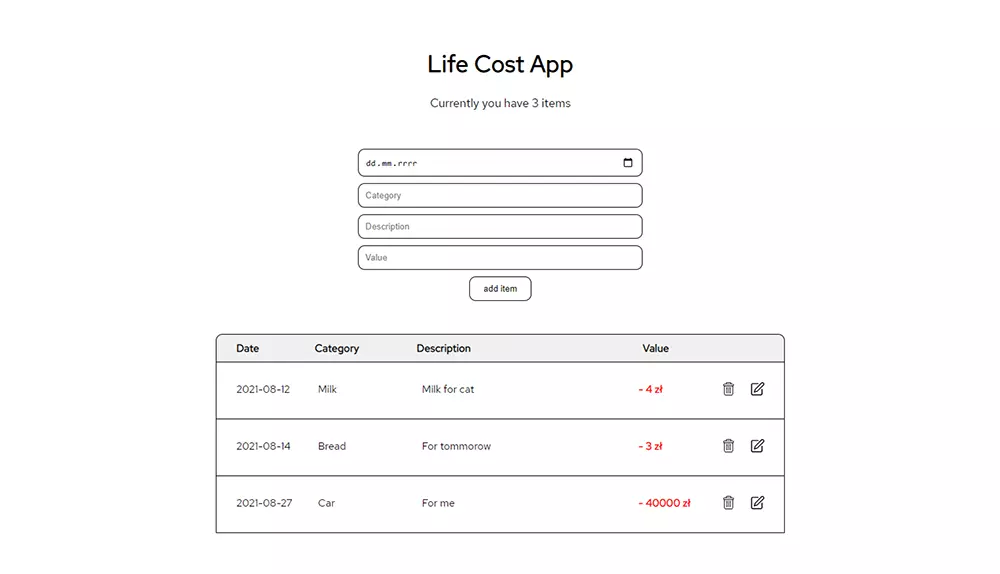 Life Cost App
Currently you have 3 items
dd.mm.rrrr
Category
Description
Value
add item
Date Category Description Value
2021-08-12 Milk Milk for cat - 4 zł
2021-08-14 Bread For tommorow - 3 zł
2021-08-27 Car For me - 40000 zł